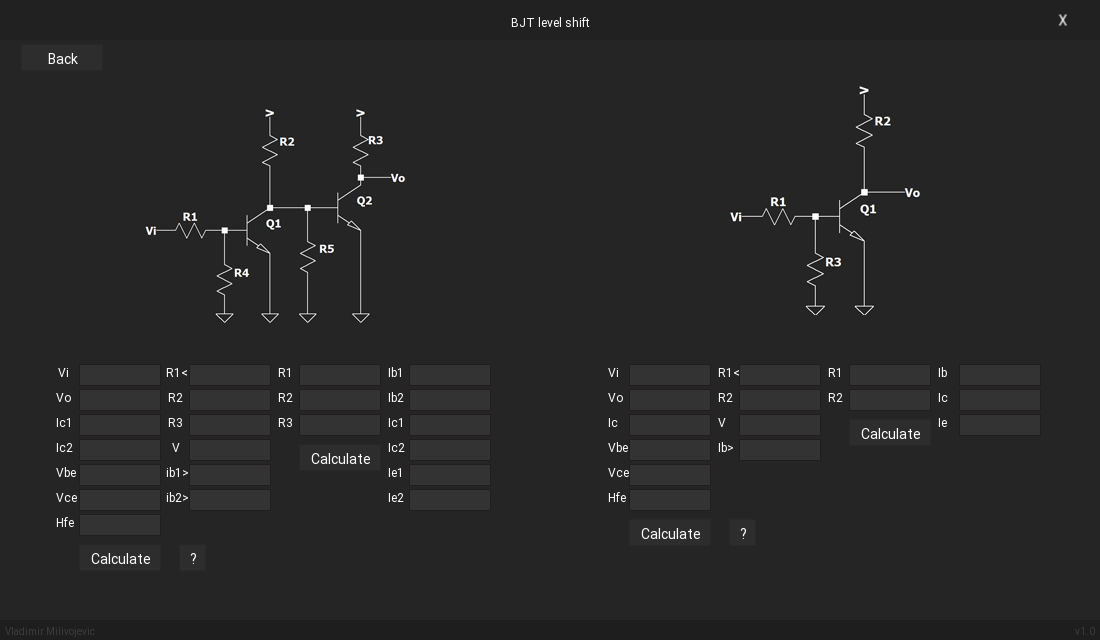 BJT level shift
X
Back
>
R2
>
R3
Vo
R1
Vi
Q1
Q2
R4
R5
>
R2
R1
Vi
Vo
Q1
R3
Vi R1< R1 Ib1
Vo R2 R2 Ib2
Ic1 R3 R3 Ic1
Ic2 V Calculate Ic2
Vbe ib1> Ie1
Vce ib2> Ie2
Hfe
Calculate ?
Vi R1< R1 Ib
Vo R2 R2 Ic
Ic V Calculate Ie
Vbe Ib>
Vce
Hfe
Calculate ?
Vladimir Milivojevic
v1.0